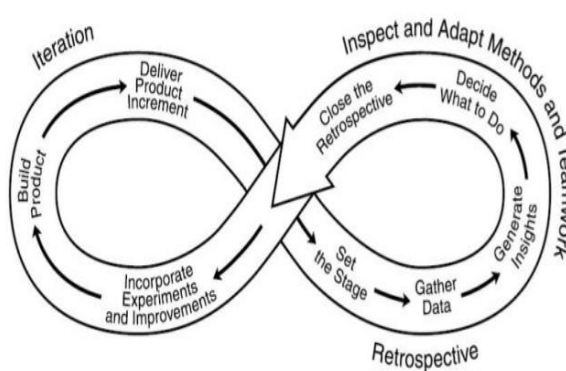 Iteration
Deliver
Product
Increment
Build
Product
Incorporate
Experiments
and Improvements
Inspect and Adapt Methods and Teamwork
Close the
Retrospective
Decide
What to Do
Generate
Insights
Gather
Data
Set
the Stage
Retrospective